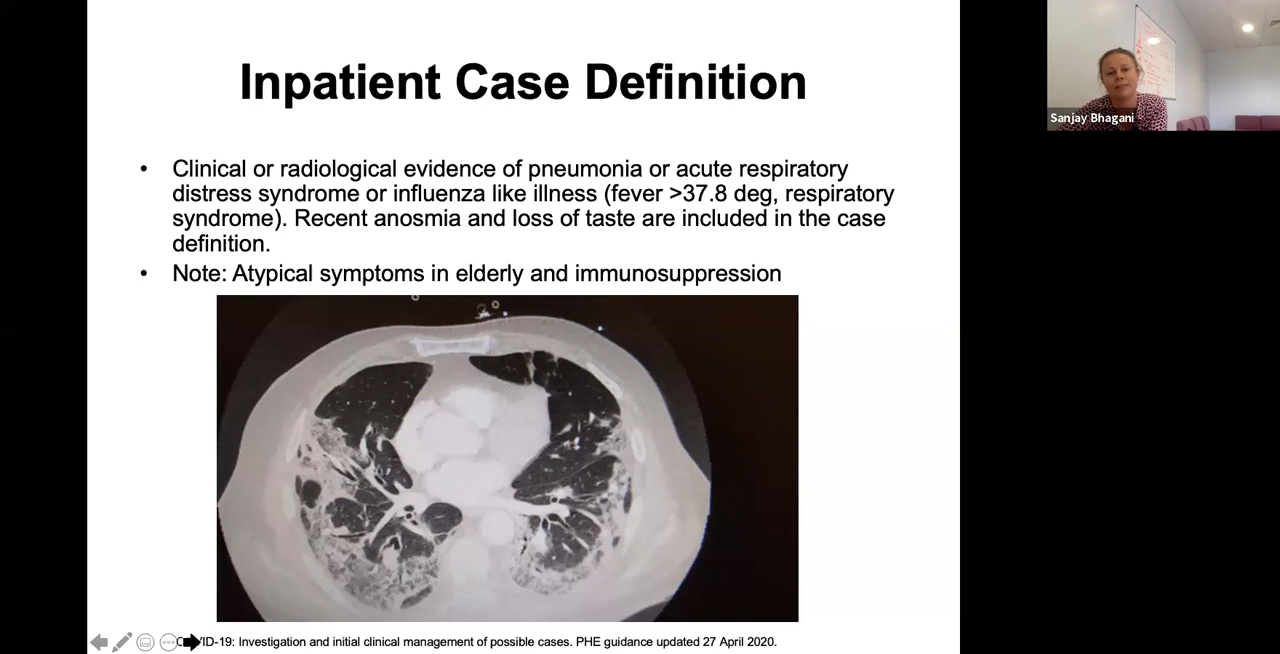 Inpatient Case Definition
• Clinical or radiological evidence of pneumonia or acute respiratory
distress syndrome or influenza like illness (fever >37.8 deg, respiratory
syndrome). Recent anosmia and loss of taste are included in the case
definition.
• Note: Atypical symptoms in elderly and immunosuppression
VID-19: Investigation and initial clinical management of possible cases. PHE guidance updated 27 April 2020.
Sanjay Bhagani